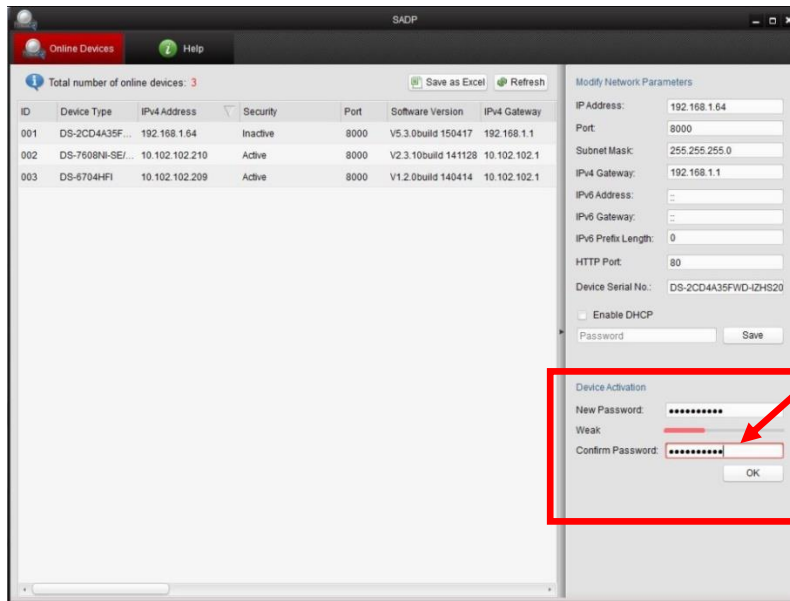 SADP
Online Devices
Help
Total number of online devices: 3
Save as Excel
Refresh
ID Device Type IPv4 Address Security Port Software Version IPv4 Gateway
001 DS-2CD4A35F... 192.168.1.64 Inactive 8000 V5.3.0build 150417 192.168.1.1
002 DS-7608NI-SE/... 10.102.102.210 Active 8000 V2.3.10build 141128 10.102.102.1
003 DS-6704HFI 10.102.102.209 Active 8000 V1.2.0build 140414 10.102.102.1
Modify Network Parameters
IP Address: 192.168.1.64
Port: 8000
Subnet Mask: 255.255.255.0
IPv4 Gateway: 192.168.1.1
IPv6 Address: ::
IPv6 Gateway: ::
IPv6 Prefix Length: 0
HTTP Port: 80
Device Serial No.: DS-2CD4A35FWD-IZHS20
Enable DHCP
Password Save
Device Activation
New Password: ●●●●●●●●●●
Weak
Confirm Password: ●●●●●●●●●●
OK